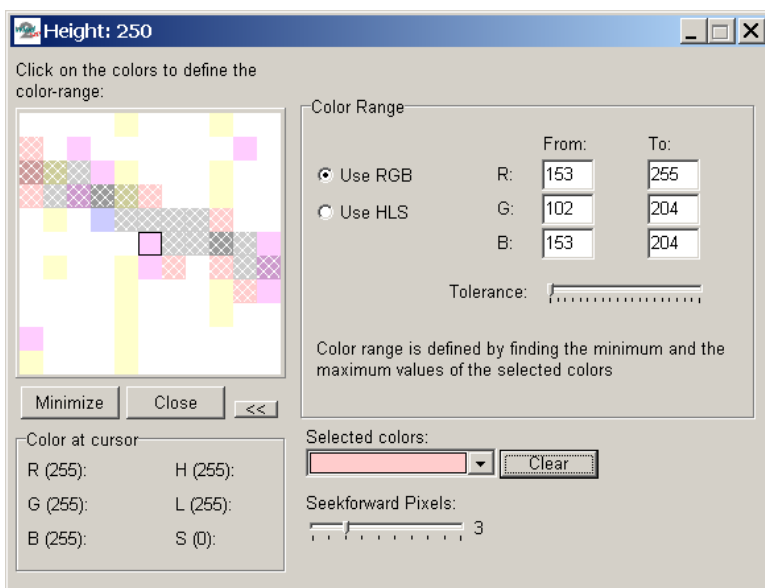 Height: 250
Click on the colors to define the
color-range:
Color Range
From: To:
Use RGB R: 153 255
Use HLS G: 102 204
B: 153 204
Tolerance:
Color range is defined by finding the minimum and the
maximum values of the selected colors
Minimize Close <<
Color at cursor
R (255): H (255):
G (255): L (255):
B (255): S (0):
Selected colors:
Clear
Seekforward Pixels:
3